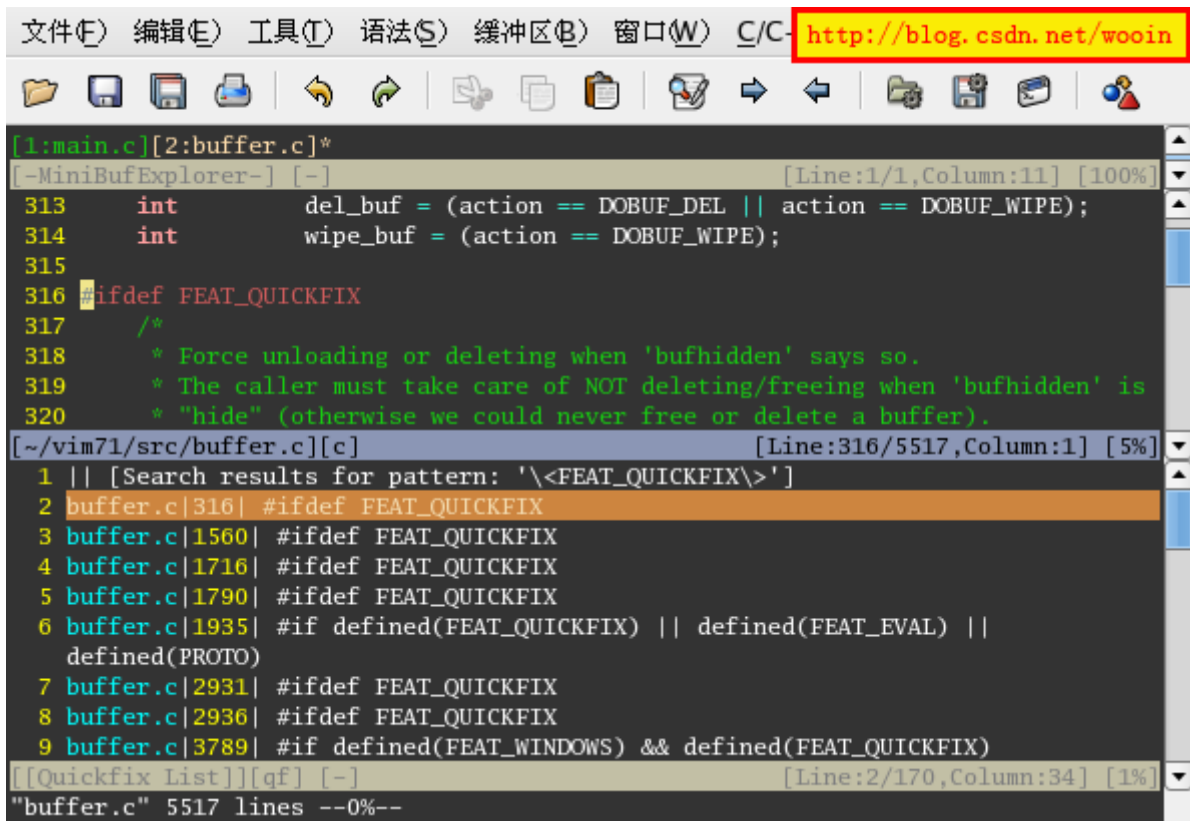 文件(F) 编辑(E) 工具(T) 语法(S) 缓冲区(B) 窗口(W) C/C-
http://blog.csdn.net/wooin
[1:main.c][2:buffer.c]*
[-MiniBufExplorer-] [-] [Line:1/1,Column:11] [100%]
313 int del_buf = (action == DOBUF_DEL || action == DOBUF_WIPE);
314 int wipe_buf = (action == DOBUF_WIPE);
315
316 #ifdef FEAT_QUICKFIX
317 /*
318 * Force unloading or deleting when 'bufhidden' says so.
319 * The caller must take care of NOT deleting/freeing when 'bufhidden' is
320 * "hide" (otherwise we could never free or delete a buffer).
[~/vim71/src/buffer.c][c] [Line:316/5517,Column:1] [5%]
1 || [Search results for pattern: '\<FEAT_QUICKFIX\>']
2 buffer.c|316| #ifdef FEAT_QUICKFIX
3 buffer.c|1560| #ifdef FEAT_QUICKFIX
4 buffer.c|1716| #ifdef FEAT_QUICKFIX
5 buffer.c|1790| #ifdef FEAT_QUICKFIX
6 buffer.c|1935| #if defined(FEAT_QUICKFIX) || defined(FEAT_EVAL) ||
defined(PROTO)
7 buffer.c|2931| #ifdef FEAT_QUICKFIX
8 buffer.c|2936| #ifdef FEAT_QUICKFIX
9 buffer.c|3789| #if defined(FEAT_WINDOWS) && defined(FEAT_QUICKFIX)
[[Quickfix List]][qf] [-] [Line:2/170,Column:34] [1%]
"buffer.c" 5517 lines --0%--